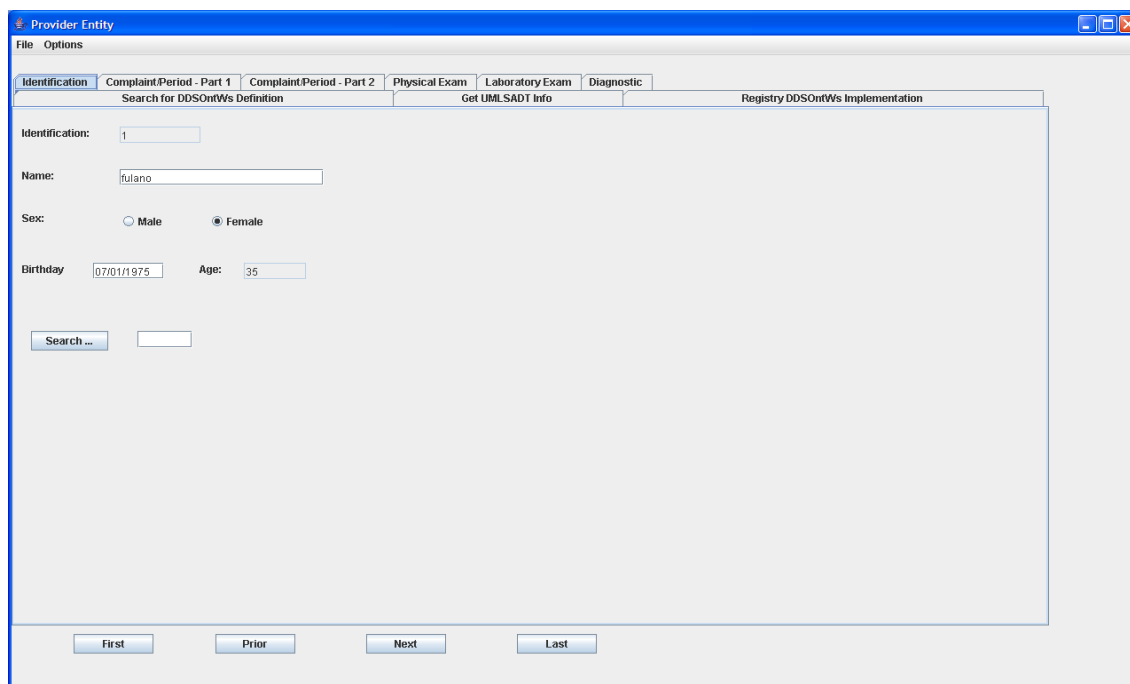 Provider Entity
File Options
Identification Complaint/Period - Part 1 Complaint/Period - Part 2 Physical Exam Laboratory Exam Diagnostic
Search for DDSOntWs Definition Get UMLSADT Info Registry DDSOntWs Implementation
Identification: 1
Name: fulano
Sex: Male Female
Birthday 07/01/1975 Age: 35
Search ...
First Prior Next Last